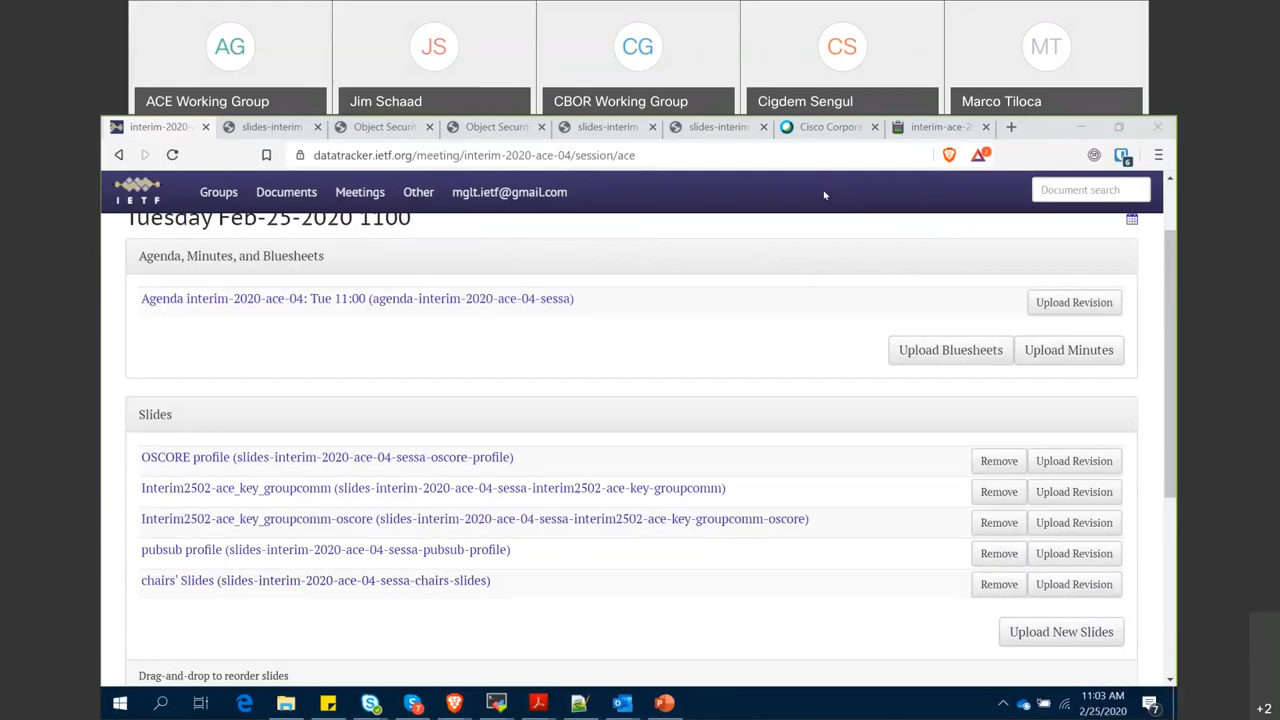 AG
JS
CG
CS
MT
ACE Working Group
Jim Schaad
CBOR Working Group
Cigdem Sengul
Marco Tiloca
interim-2020-
slides-interim
Object Securit
Object Securit
slides-interim
slides-interim
Cisco Corpora
interim-ace-2
datatracker.ietf.org/meeting/interim-2020-ace-04/session/ace
2
6
I E T F
Groups
Documents
Meetings
Other
mglt.ietf@gmail.com
Document search
Tuesday Feb-25-2020 1100
Agenda, Minutes, and Bluesheets
Agenda interim-2020-ace-04: Tue 11:00 (agenda-interim-2020-ace-04-sessa)
Upload Revision
Upload Bluesheets
Upload Minutes
Slides
OSCORE profile (slides-interim-2020-ace-04-sessa-oscore-profile)
Remove
Upload Revision
Interim2502-ace_key_groupcomm (slides-interim-2020-ace-04-sessa-interim2502-ace-key-groupcomm)
Remove
Upload Revision
Interim2502-ace_key_groupcomm-oscore (slides-interim-2020-ace-04-sessa-interim2502-ace-key-groupcomm-oscore)
Remove
Upload Revision
pubsub profile (slides-interim-2020-ace-04-sessa-pubsub-profile)
Remove
Upload Revision
chairs' Slides (slides-interim-2020-ace-04-sessa-chairs-slides)
Remove
Upload Revision
Upload New Slides
Drag-and-drop to reorder slides
11:03 AM
2/25/2020
7
+2